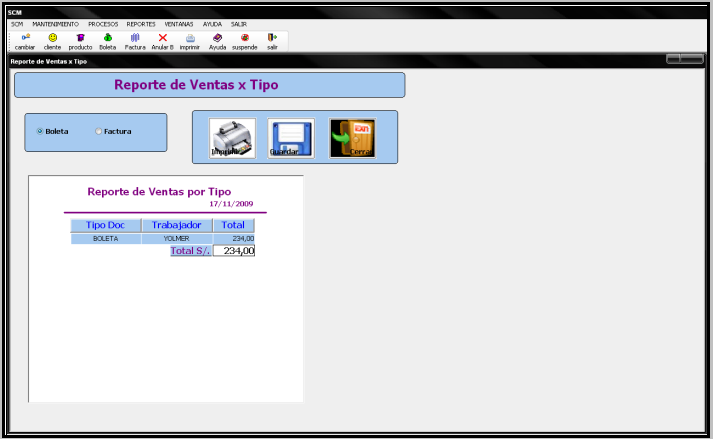 SCM
SCM MANTENIMIENTO PROCESOS REPORTES VENTANAS AYUDA SALIR
cambiar cliente producto Boleta Factura Anular B imprimir Ayuda suspende salir
Reporte de Ventas x Tipo
Reporte de Ventas x Tipo
Boleta Factura
Imprimir Guardar Cerrar
EXIT
Reporte de Ventas por Tipo
17/11/2009
Tipo Doc Trabajador Total
BOLETA YOLMER 234,00
Total S/. 234,00